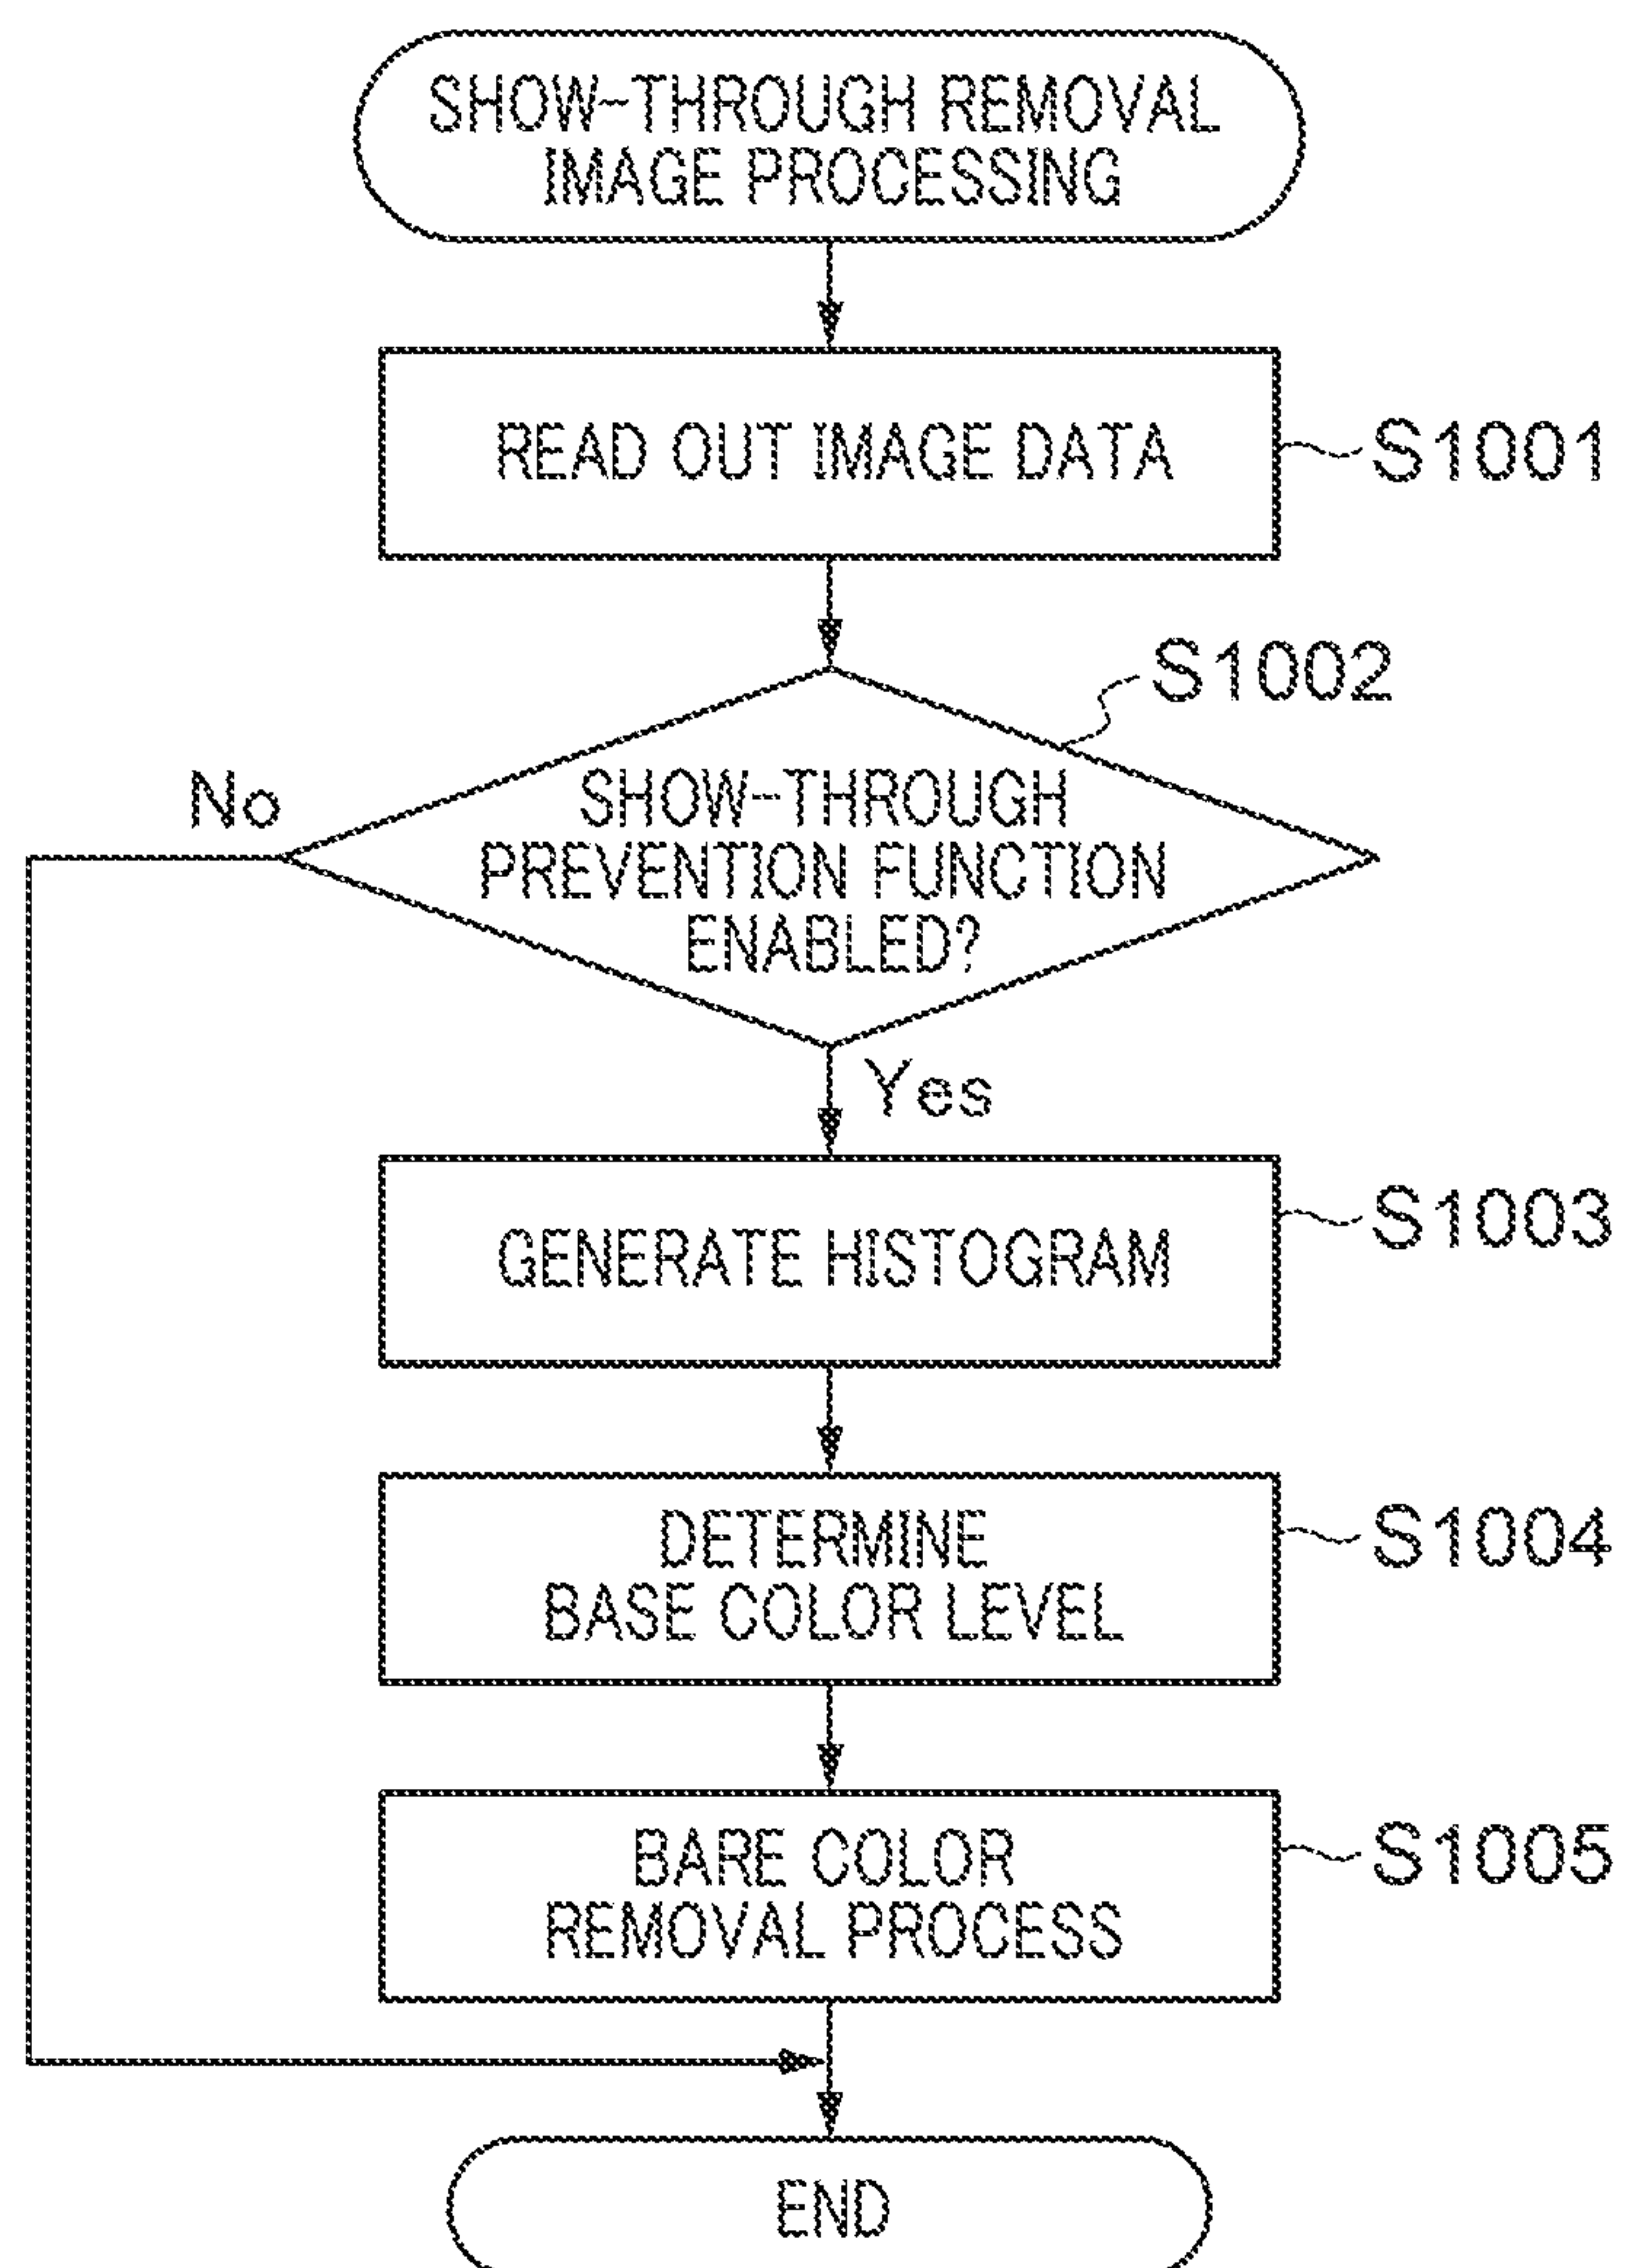 SHOW-THROUGH REMOVAL
IMAGE PROCESSING
READ OUT IMAGE DATA
S1001
S1002
No
SHOW-THROUGH
PREVENTION FUNCTION
ENABLED?
Yes
GENERATE HISTOGRAM
S1003
DETERMINE
BASE COLOR LEVEL
S1004
BARE COLOR
REMOVAL PROCESS
S1005
END